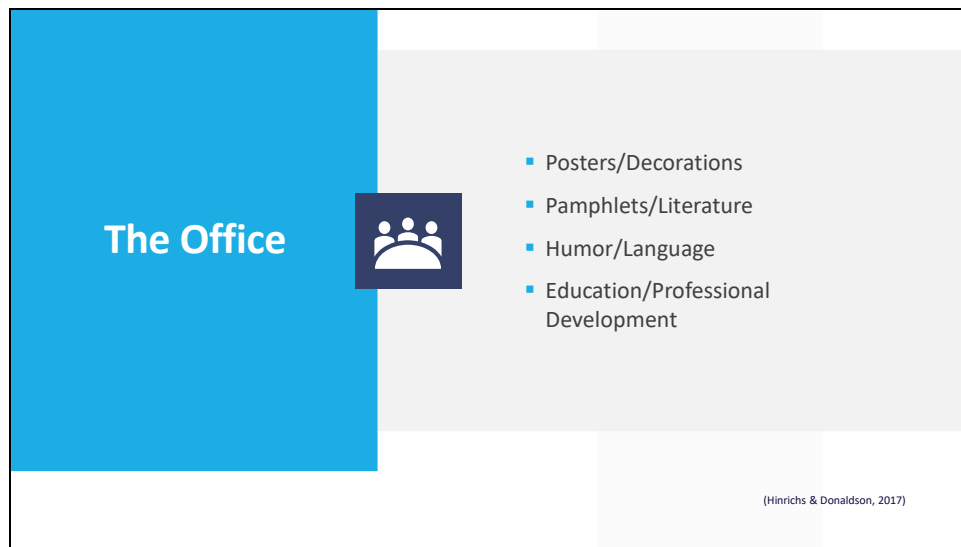 The Office
▪ Posters/Decorations
▪ Pamphlets/Literature
▪ Humor/Language
▪ Education/Professional
Development
(Hinrichs & Donaldson, 2017)